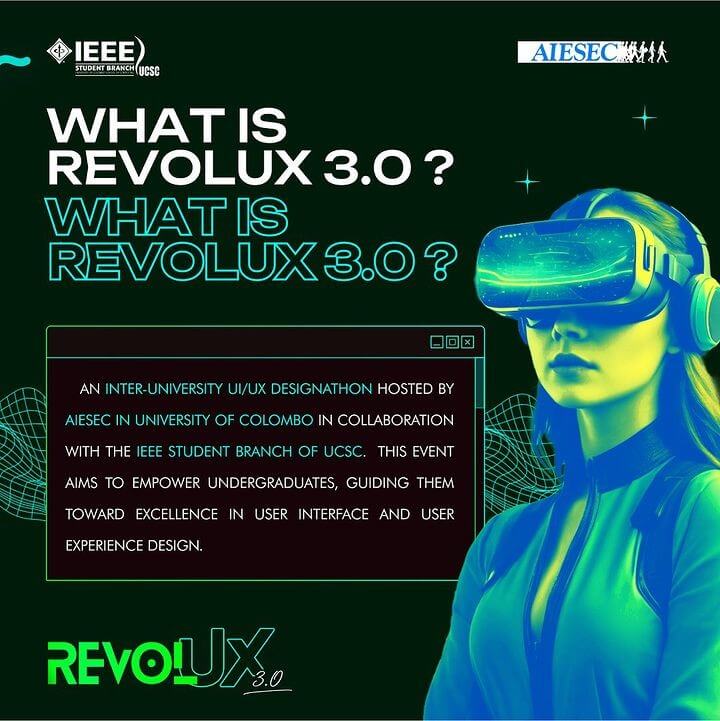 IEEE
STUDENT BRANCH
UCSC
AIESEC
WHAT IS
REVOLUX 3.0 ?
WHAT IS
REVOLUX 3.0 ?
AN INTER-UNIVERSITY UI/UX DESIGNATHON HOSTED BY
AIESEC IN UNIVERSITY OF COLOMBO IN COLLABORATION
WITH THE IEEE STUDENT BRANCH OF UCSC. THIS EVENT
AIMS TO EMPOWER UNDERGRADUATES, GUIDING THEM
TOWARD EXCELLENCE IN USER INTERFACE AND USER
EXPERIENCE DESIGN.
REVOLUX
3.0